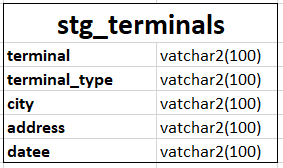 stg_terminals
terminal vatchar2(100)
terminal_type vatchar2(100)
city vatchar2(100)
address vatchar2(100)
datee vatchar2(100)